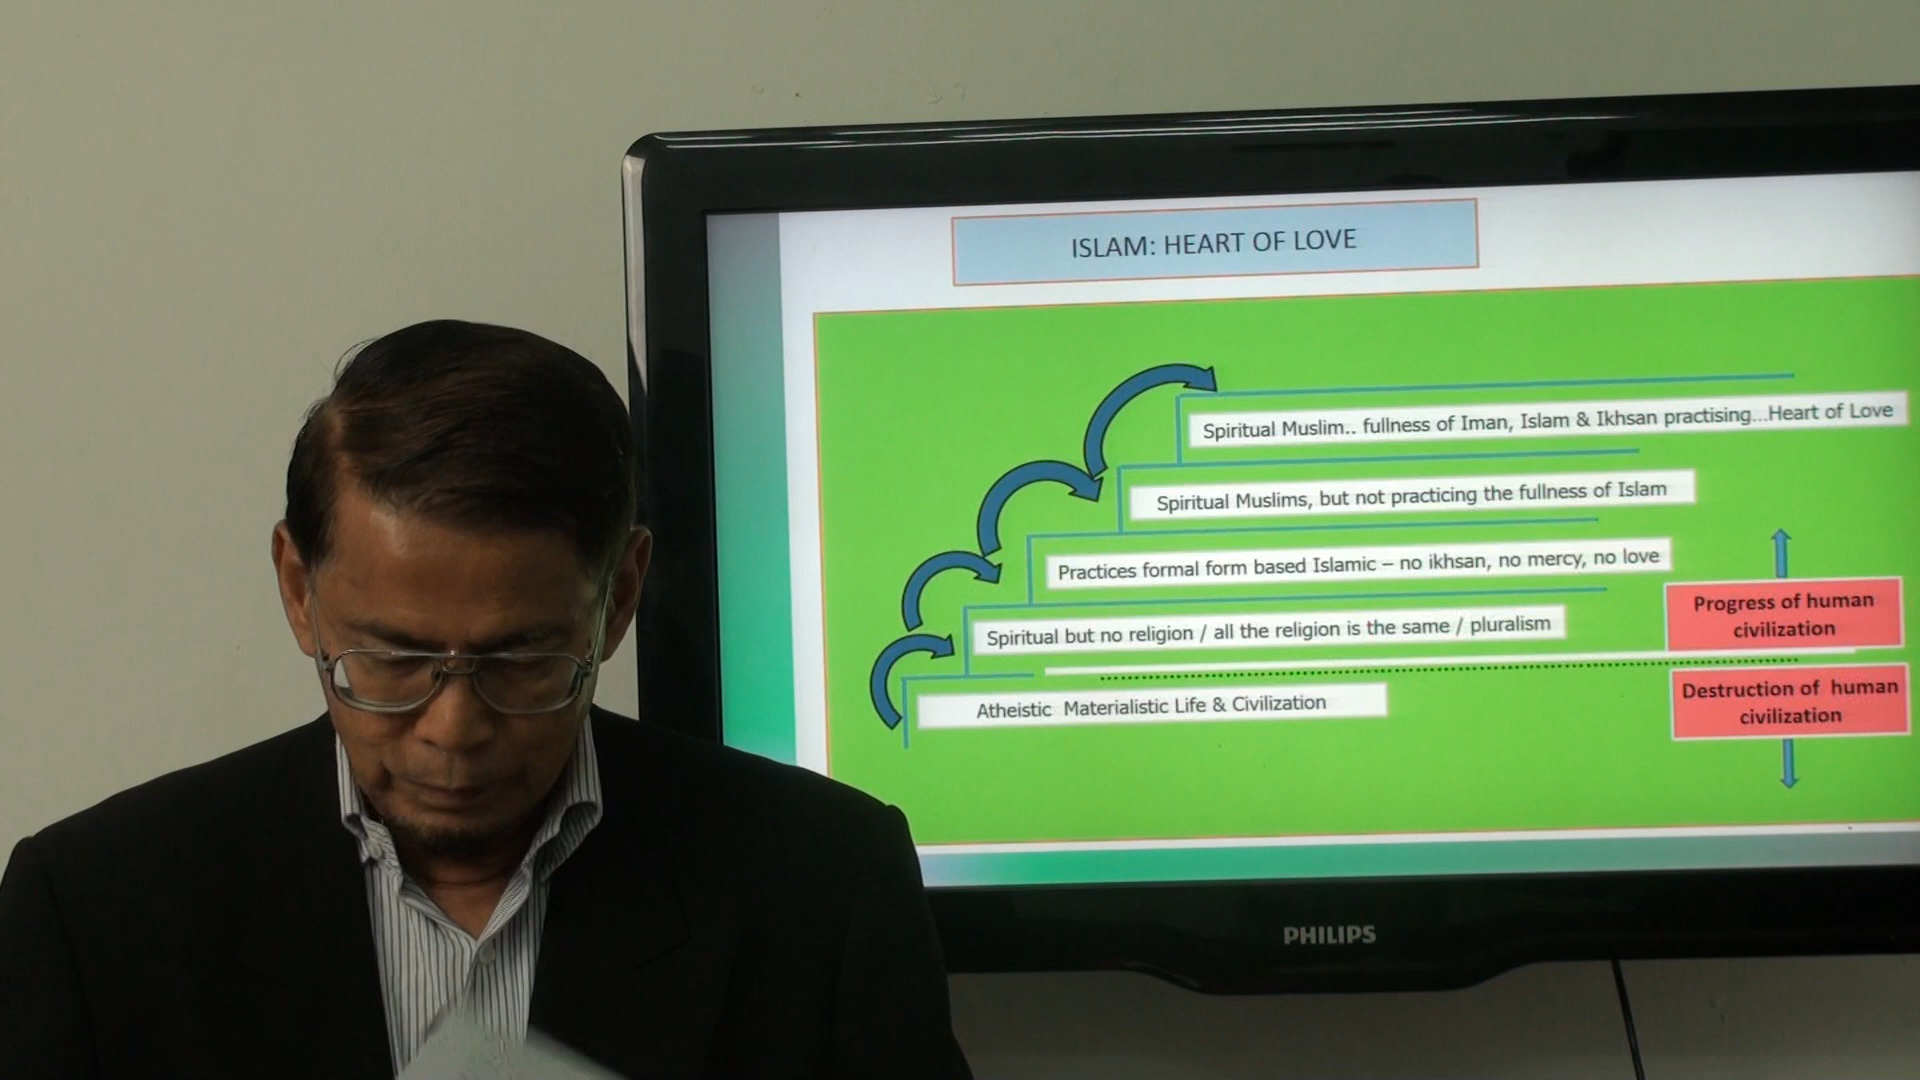 ISLAM: HEART OF LOVE
Spiritual Muslim.. fullness of Iman, Islam & Ikhsan practising...Heart of Love
Spiritual Muslims, but not practicing the fullness of Islam
Practices formal form based Islamic – no ikhsan, no mercy, no love
Spiritual but no religion / all the religion is the same / pluralism
Atheistic Materialistic Life & Civilization
Progress of human
civilization
Destruction of human
civilization
PHILIPS